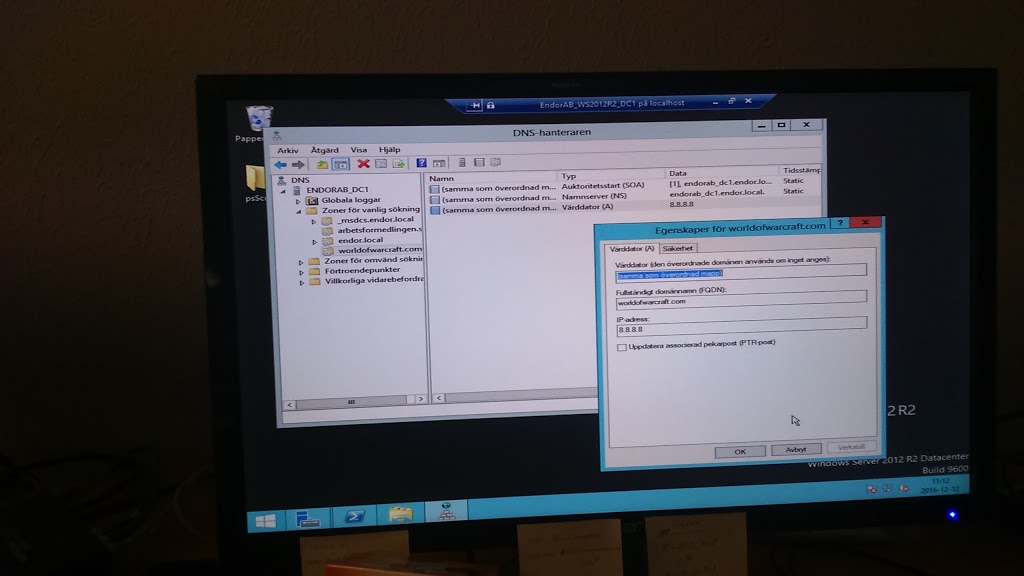 EndorAB_WS2012R2_DC1 på localhost
DNS-hanteraren
Arkiv Åtgärd Visa Hjälp
DNS
ENDORAB_DC1
Globala loggar
Zoner för vanlig sökning
_msdcs.endor.local
arbetsformedlingen.s
endor.local
worldofwarcraft.com
Zoner för omvänd sökni
Förtroendepunkter
Villkorliga vidarebefordra
Namn Typ Data Tidsstämp
(samma som överordnad m... Auktoritetsstart (SOA) [1], endorab_dc1.endor.lo... Static
(samma som överordnad m... Namnserver (NS) endorab_dc1.endor.local. Static
(samma som överordnad m... Värddator (A) 8.8.8.8
Egenskaper för worldofwarcraft.com
Värddator (A) Säkerhet
Värddator (den överordnade domänen används om inget anges):
(samma som överordnad mapp)
Fullständigt domännamn (FQDN):
worldofwarcraft.com
IP-adress:
8.8.8.8
Uppdatera associerad pekarpost (PTR-post)
OK Avbryt Verkställ
Papper
psSc
2 R2
Windows Server 2012 R2 Datacenter
Build 9600
11:12
2016-12-12